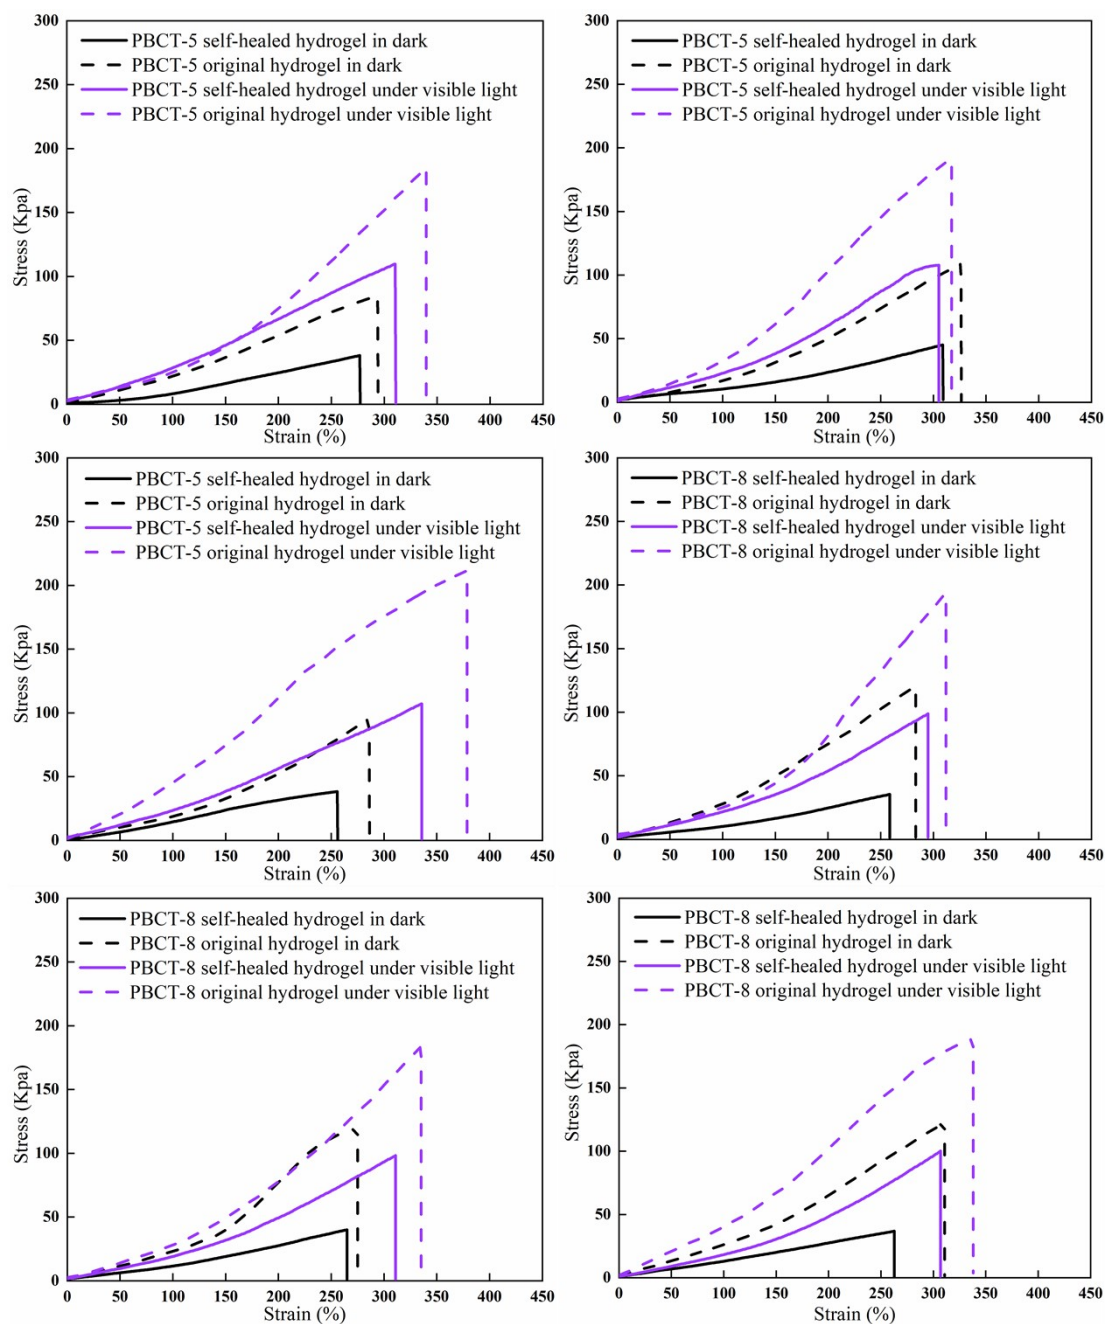 300
PBCT-5 self-healed hydrogel in dark
PBCT-5 original hydrogel in dark
250
PBCT-5 self-healed hydrogel under visible light
PBCT-5 original hydrogel under visible light
200
150
100
50
0
Stress (Kpa)
0 50 100 150 200 250 300 350 400 450
Strain (%)
300
PBCT-5 self-healed hydrogel in dark
PBCT-5 original hydrogel in dark
250
PBCT-5 self-healed hydrogel under visible light
PBCT-5 original hydrogel under visible light
200
150
100
50
0
Stress (Kpa)
0 50 100 150 200 250 300 350 400 450
Strain (%)
300
PBCT-5 self-healed hydrogel in dark
PBCT-5 original hydrogel in dark
250
PBCT-5 self-healed hydrogel under visible light
PBCT-5 original hydrogel under visible light
200
150
100
50
0
Stress (Kpa)
0 50 100 150 200 250 300 350 400 450
Strain (%)
300
PBCT-8 self-healed hydrogel in dark
PBCT-8 original hydrogel in dark
250
PBCT-8 self-healed hydrogel under visible light
PBCT-8 original hydrogel under visible light
200
150
100
50
0
Stress (Kpa)
0 50 100 150 200 250 300 350 400 450
Strain (%)
300
PBCT-8 self-healed hydrogel in dark
PBCT-8 original hydrogel in dark
250
PBCT-8 self-healed hydrogel under visible light
PBCT-8 original hydrogel under visible light
200
150
100
50
0
Stress (Kpa)
0 50 100 150 200 250 300 350 400 450
Strain (%)
300
PBCT-8 self-healed hydrogel in dark
PBCT-8 original hydrogel in dark
250
PBCT-8 self-healed hydrogel under visible light
PBCT-8 original hydrogel under visible light
200
150
100
50
0
Stress (Kpa)
0 50 100 150 200 250 300 350 400 450
Strain (%)